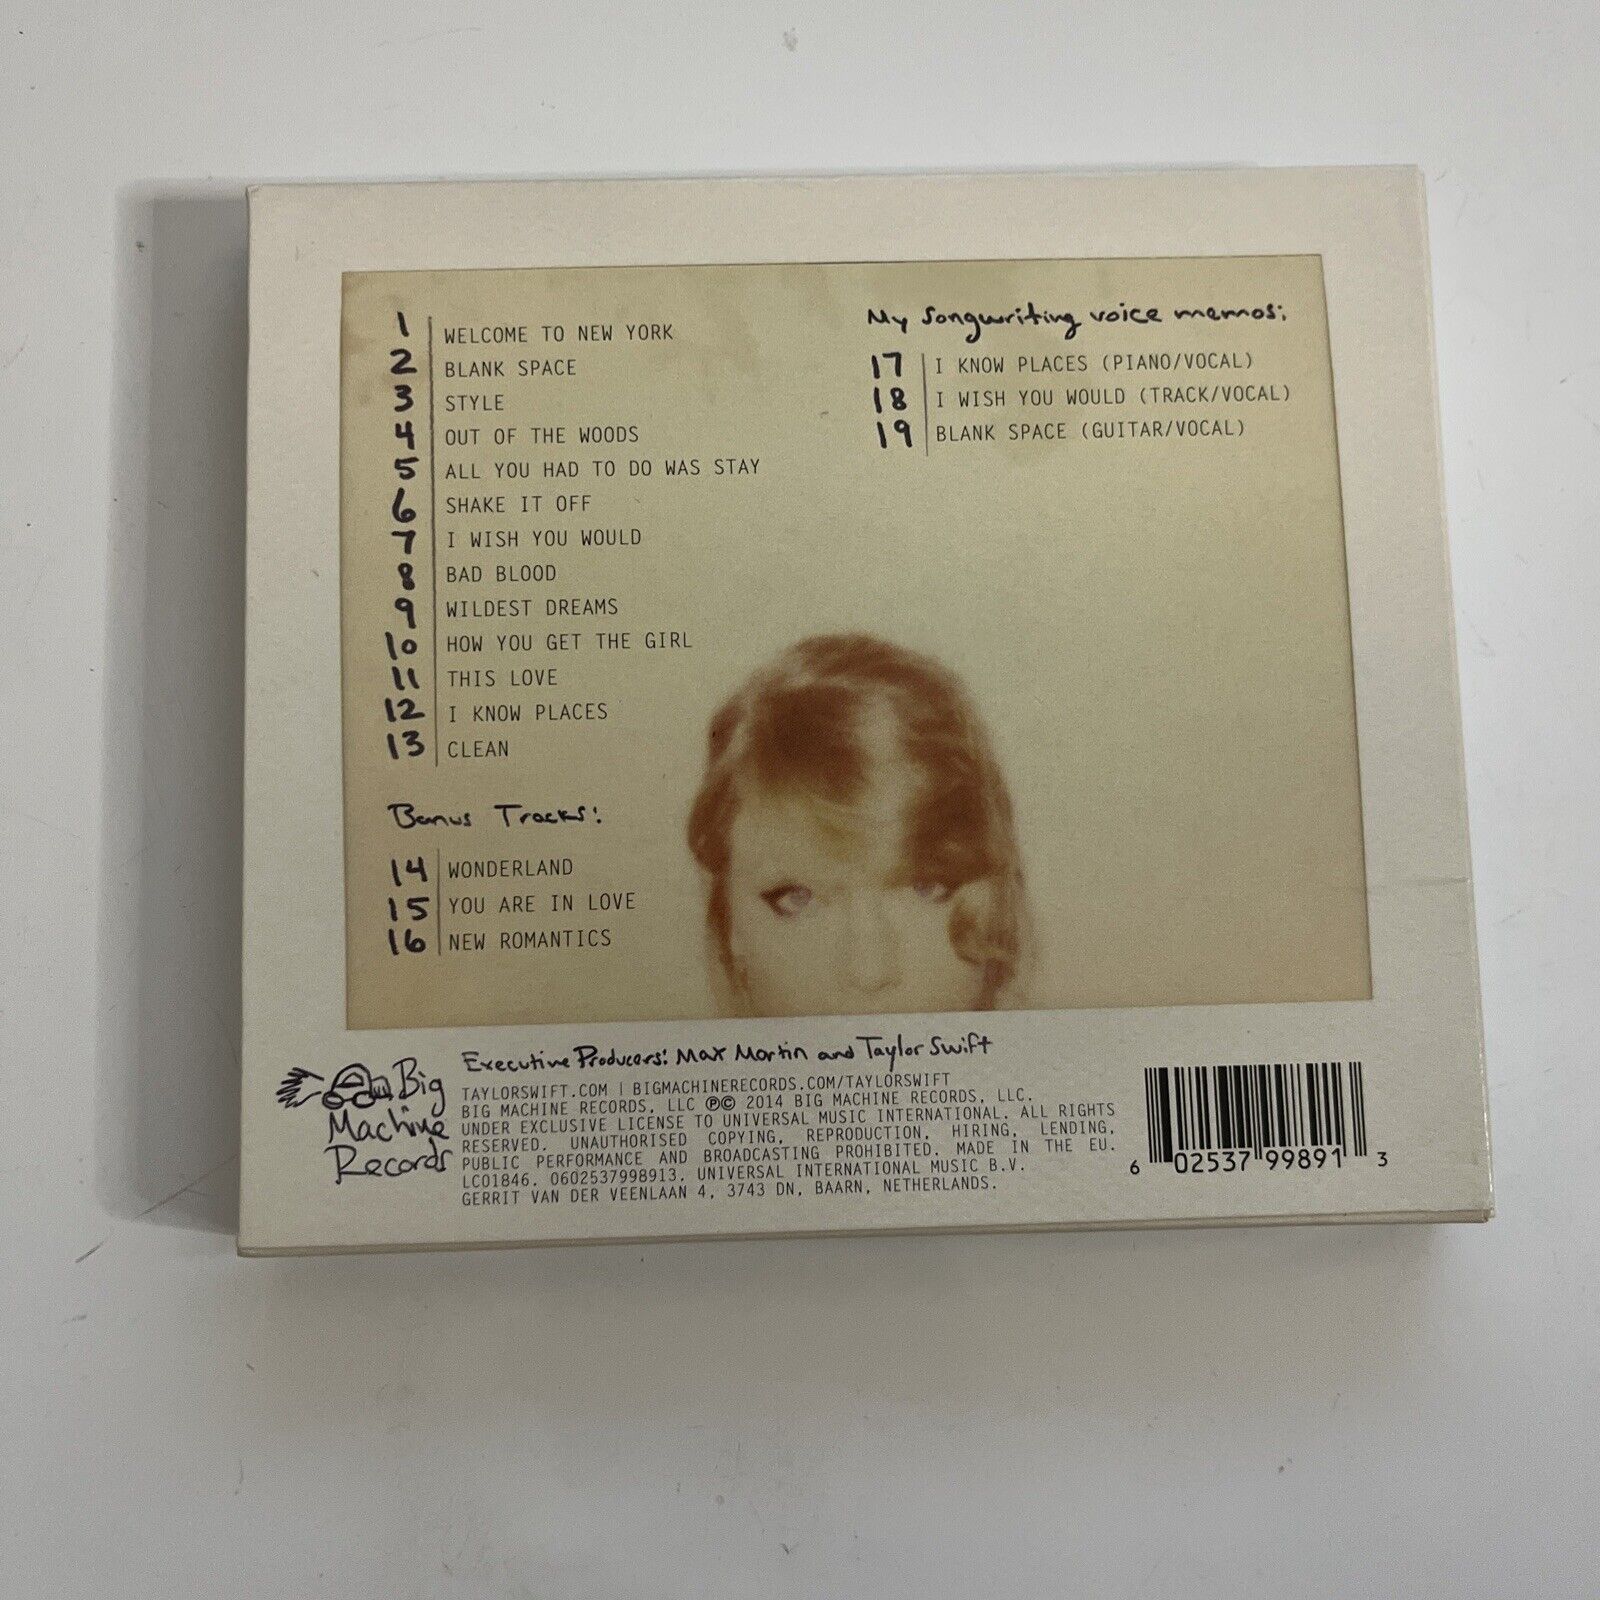 1 WELCOME TO NEW YORK
2 BLANK SPACE
3 STYLE
4 OUT OF THE WOODS
5 ALL YOU HAD TO DO WAS STAY
6 SHAKE IT OFF
7 I WISH YOU WOULD
8 BAD BLOOD
9 WILDEST DREAMS
10 HOW YOU GET THE GIRL
11 THIS LOVE
12 I KNOW PLACES
13 CLEAN
Bonus Tracks:
14 WONDERLAND
15 YOU ARE IN LOVE
16 NEW ROMANTICS
My Songwriting voice memos:
17 I KNOW PLACES (PIANO/VOCAL)
18 I WISH YOU WOULD (TRACK/VOCAL)
19 BLANK SPACE (GUITAR/VOCAL)
Big
Machine
Records
Executive Producers: Max Martin and Taylor Swift
TAYLORSWIFT.COM | BIGMACHINERECORDS.COM/TAYLORSWIFT
BIG MACHINE RECORDS, LLC ℗© 2014 BIG MACHINE RECORDS, LLC.
UNDER EXCLUSIVE LICENSE TO UNIVERSAL MUSIC INTERNATIONAL. ALL RIGHTS
RESERVED. UNAUTHORISED COPYING, REPRODUCTION, HIRING, LENDING,
PUBLIC PERFORMANCE AND BROADCASTING PROHIBITED. MADE IN THE EU.
LC01846. 0602537998913. UNIVERSAL INTERNATIONAL MUSIC B.V.
GERRIT VAN DER VEENLAAN 4, 3743 DN, BAARN, NETHERLANDS.
6 02537 99891 3